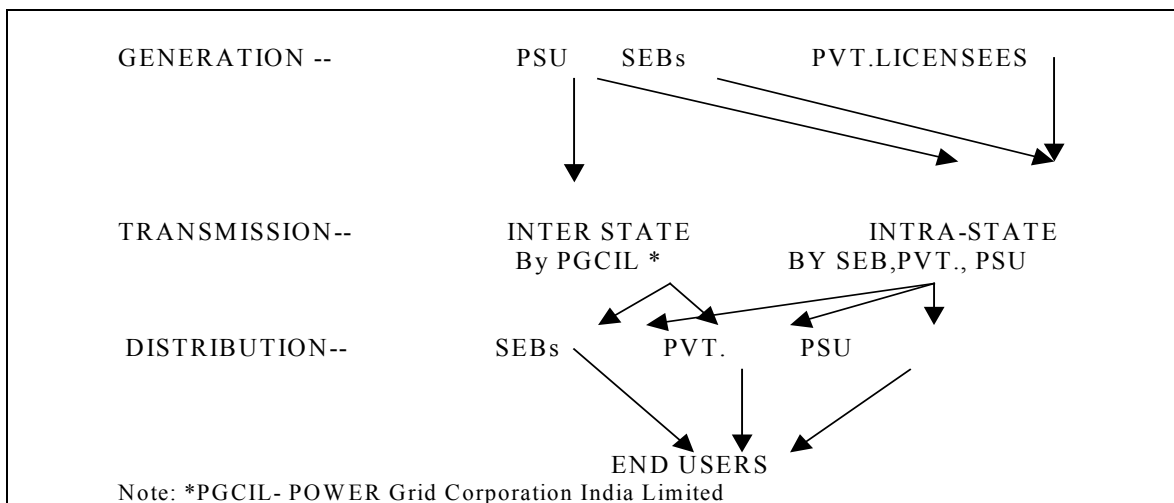 GENERATION -- PSU SEBs PVT.LICENSEES
TRANSMISSION-- INTER STATE INTRA-STATE
By PGCIL * BY SEB,PVT., PSU
DISTRIBUTION-- SEBs PVT. PSU
END USERS
Note: *PGCIL- POWER Grid Corporation India Limited